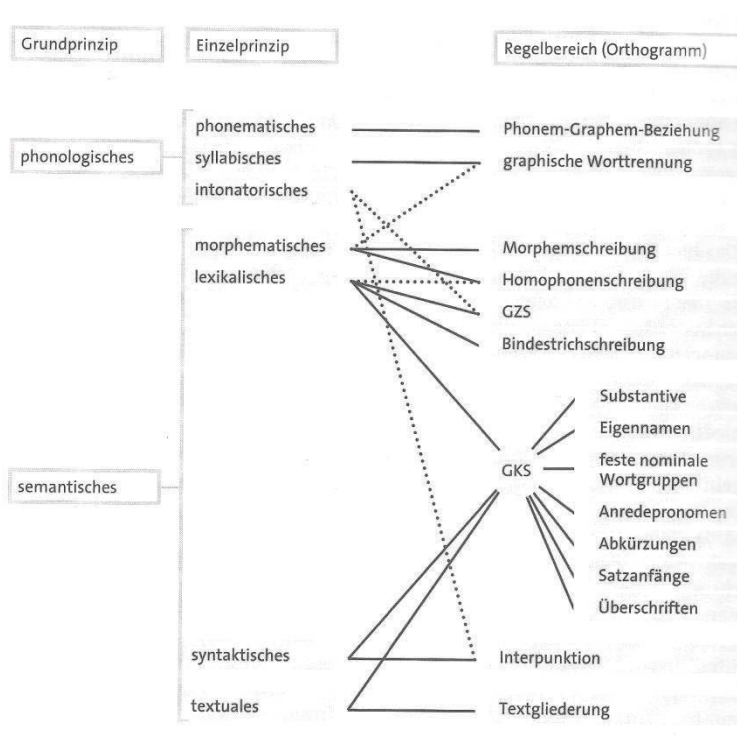 Grundprinzip
Einzelprinzip
Regelbereich (Orthogramm)
phonologisches
phonematisches
syllabisches
intonatorisches
Phonem-Graphem-Beziehung
graphische Worttrennung
semantisches
morphematisches
lexikalisches
Morphemschreibung
Homophonenschreibung
GZS
Bindestrichschreibung
GKS
Substantive
Eigennamen
feste nominale
Wortgruppen
Anredepronomen
Abkürzungen
Satzanfänge
Überschriften
syntaktisches
Interpunktion
textuales
Textgliederung